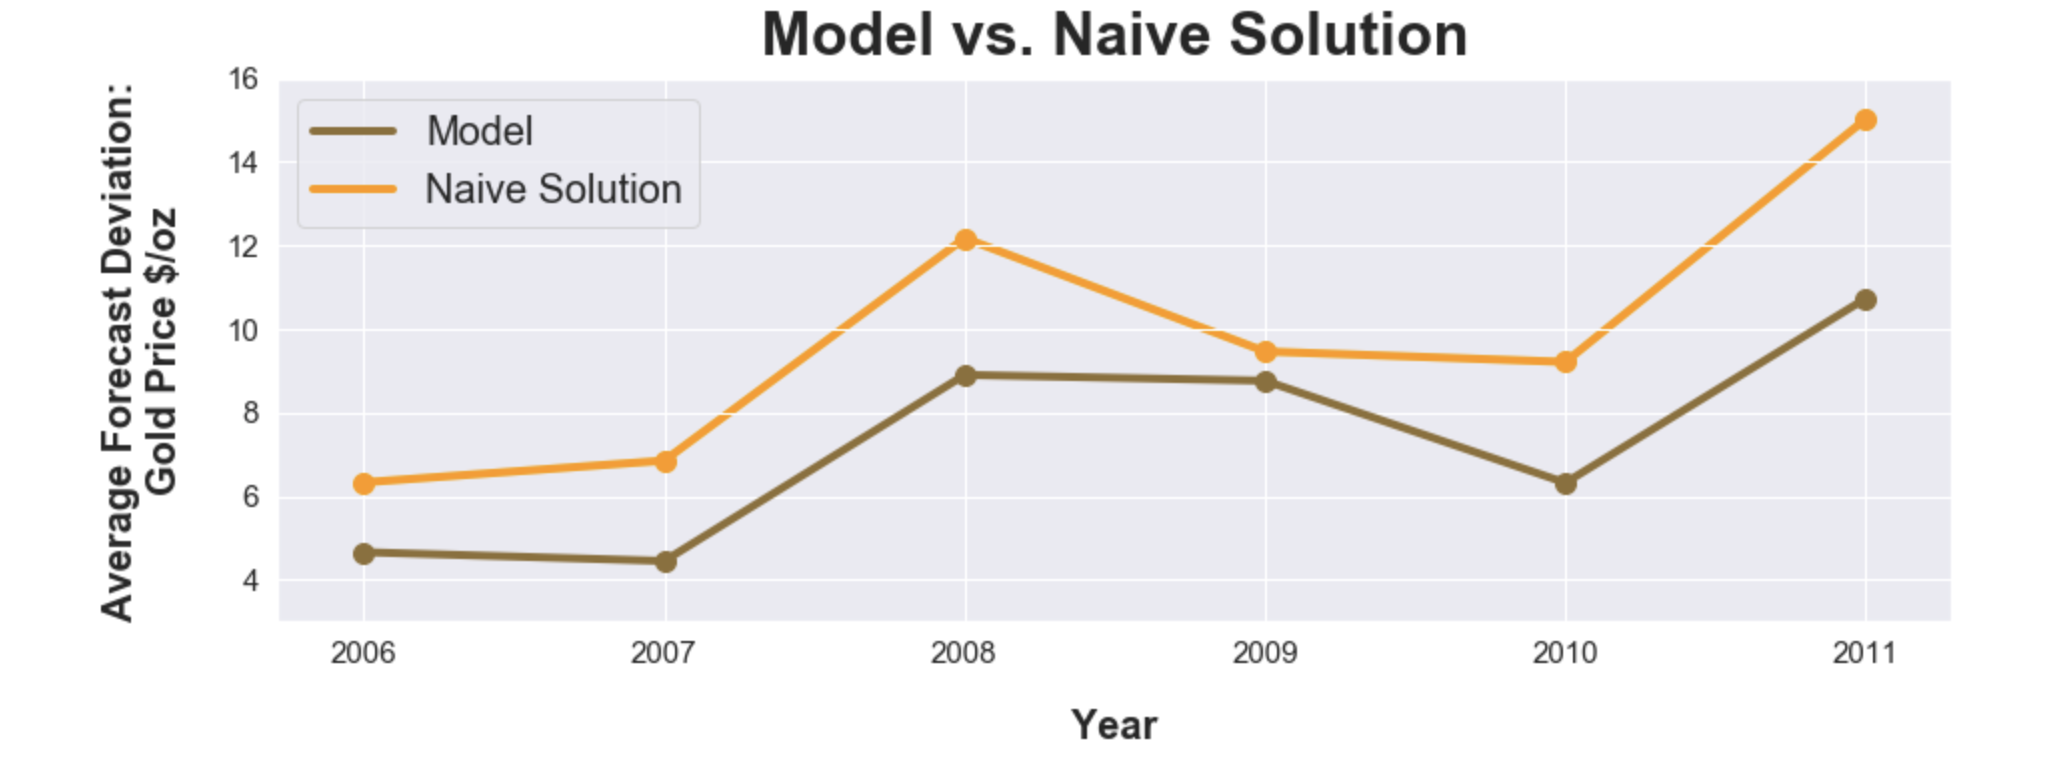 Model vs. Naive Solution
Average Forecast Deviation:
Gold Price $/oz
16
14
12
10
8
6
4
Model
Naive Solution
2006
2007
2008
2009
2010
2011
Year